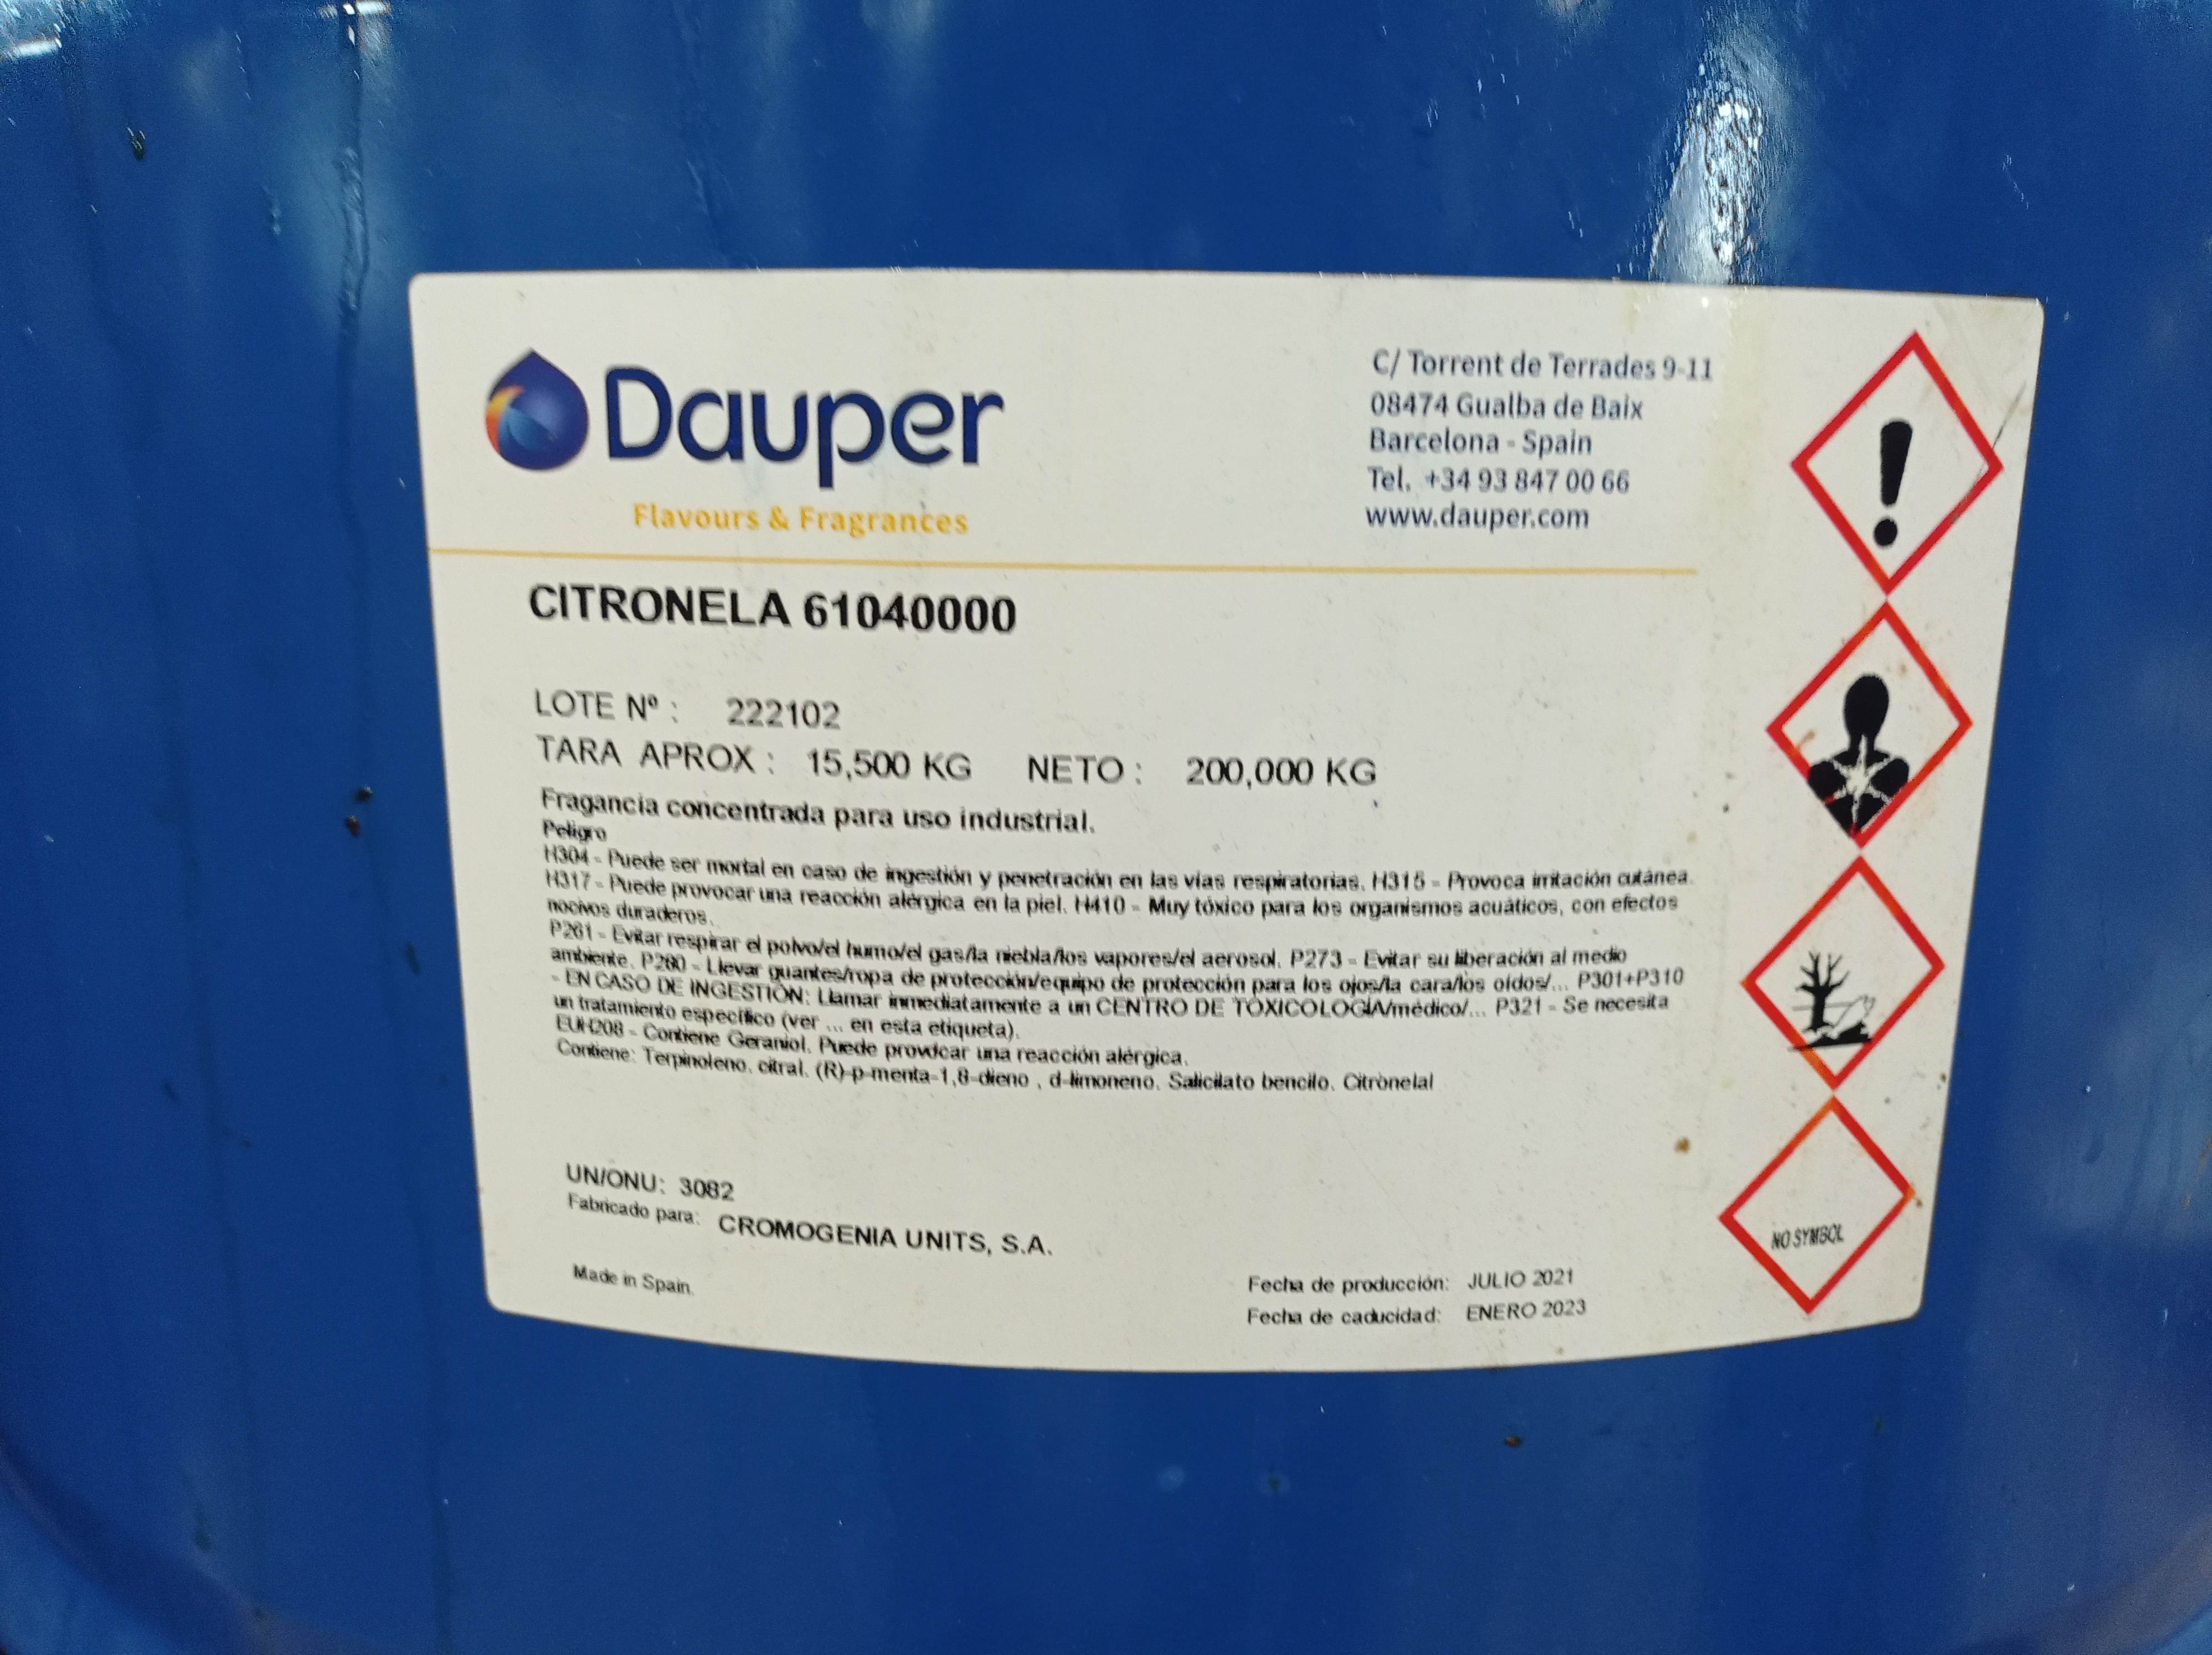 Dauper
Flavours & Fragrances
C/ Torrent de Terrades 9-11
08474 Gualba de Baix
Barcelona - Spain
Tel. +34 93 847 00 66
www.dauper.com
CITRONELA 61040000
LOTE Nº : 222102
TARA APROX : 15,500 KG NETO : 200,000 KG
Fragancia concentrada para uso industrial.
Peligro
H304 - Puede ser mortal en caso de ingestión y penetración en las vías respiratorias. H315 - Provoca irritación cutánea.
H317 - Puede provocar una reacción alérgica en la piel. H410 - Muy tóxico para los organismos acuáticos, con efectos
nocivos duraderos.
P261 - Evitar respirar el polvo/el humo/el gas/la niebla/los vapores/el aerosol. P273 - Evitar su liberación al medio
ambiente. P280 - Llevar guantes/ropa de protección/equipo de protección para los ojos/la cara/los oídos/... P301+P310
- EN CASO DE INGESTIÓN: Llamar inmediatamente a un CENTRO DE TOXICOLOGÍA/médico/... P321 - Se necesita
un tratamiento específico (ver ... en esta etiqueta).
EUH208 - Contiene Geraniol. Puede provocar una reacción alérgica.
Contiene: Terpinoleno, citral, (R)-p-menta-1,8-dieno , d-limoneno, Salicilato bencilo, Citronelal
UN/ONU: 3082
Fabricado para: CROMOGENIA UNITS, S.A.
Made in Spain.
Fecha de producción: JULIO 2021
Fecha de caducidad: ENERO 2023
NO SYMBOL